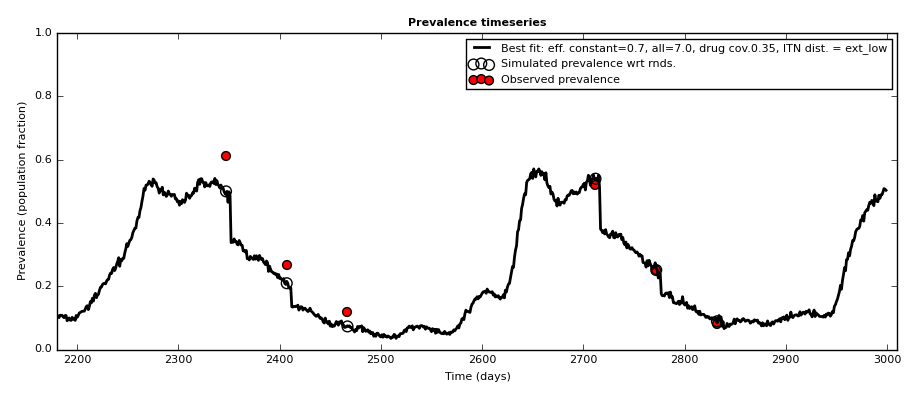 Prevalence timeseries
Best fit: eff. constant=0.7, all=7.0, drug cov.0.35, ITN dist. = ext_low
Simulated prevalence wrt rnds.
Observed prevalence
Prevalence (population fraction)
1.0
0.8
0.6
0.4
0.2
0.0
2200 2300 2400 2500 2600 2700 2800 2900 3000
Time (days)